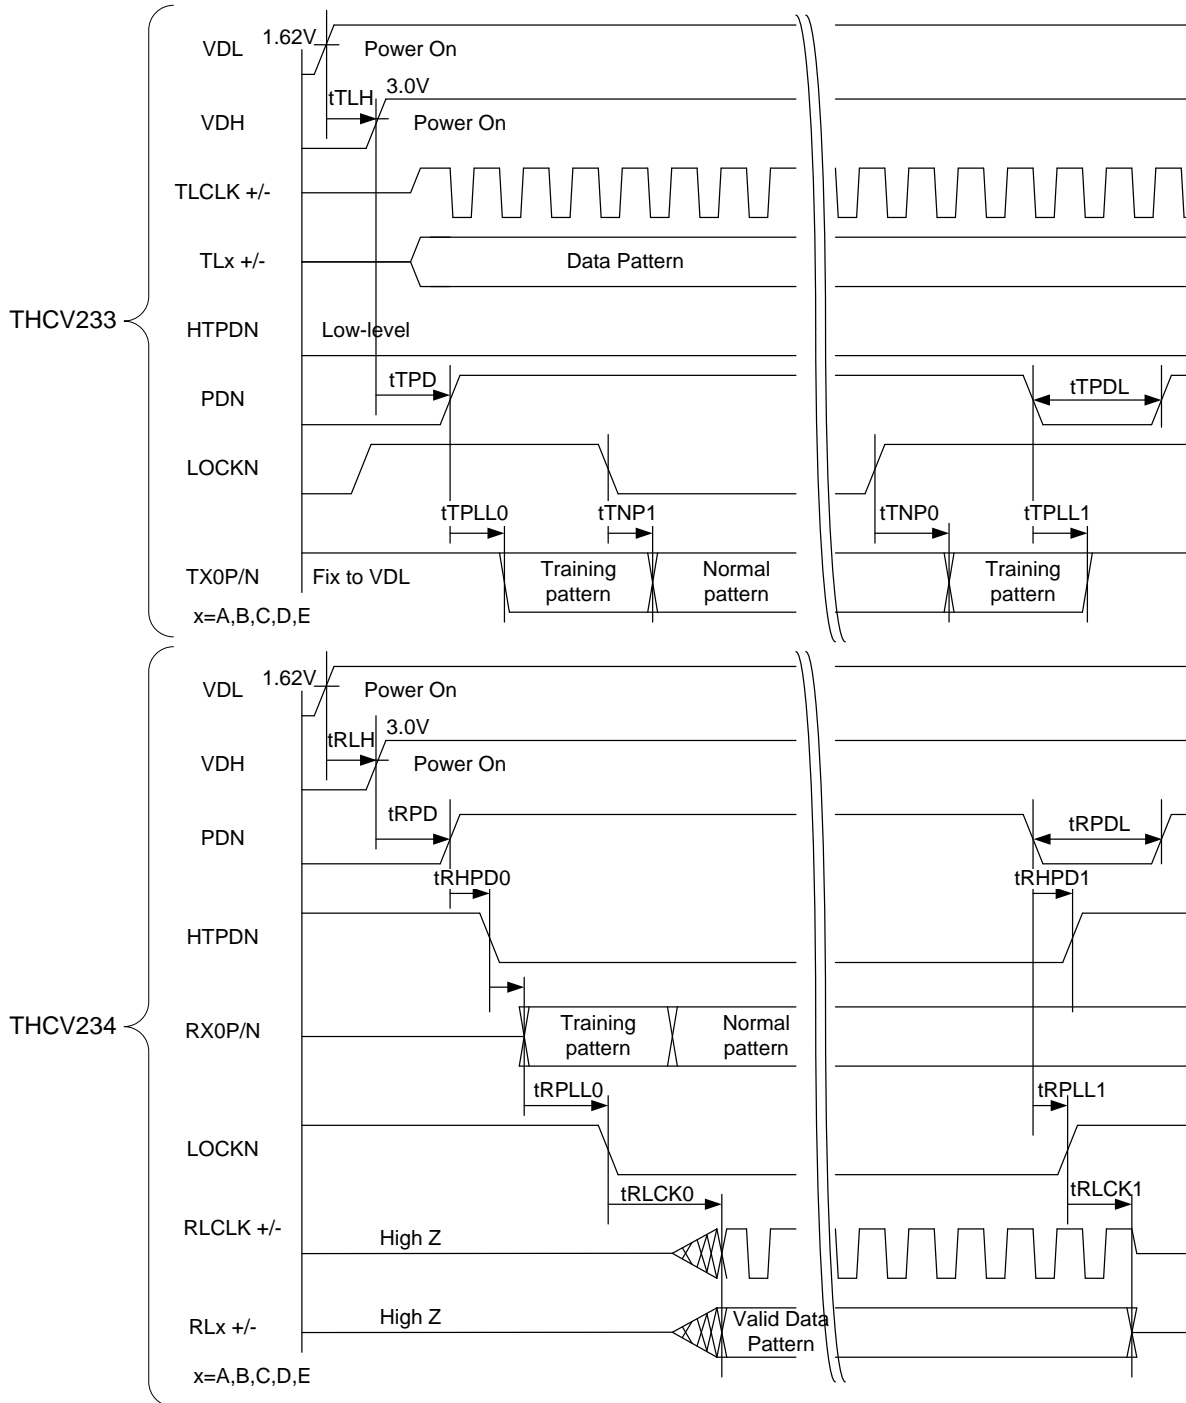 THCV233
VDL
1.62V
Power On
tTLH
3.0V
VDH
Power On
TLCLK +/-
TLx +/-
Data Pattern
HTPDN
Low-level
tTPD
tTPDL
PDN
LOCKN
tTPLL0
tTNP1
tTNP0
tTPLL1
TX0P/N
Fix to VDL
Training
pattern
Normal
pattern
Training
pattern
x=A,B,C,D,E
THCV234
VDL
1.62V
Power On
tRLH
3.0V
VDH
Power On
tRPD
tRPDL
PDN
tRHPD0
tRHPD1
HTPDN
RX0P/N
Training
pattern
Normal
pattern
tRPLL0
tRPLL1
LOCKN
tRLCK0
tRLCK1
RLCLK +/-
High Z
RLx +/-
High Z
Valid Data
Pattern
x=A,B,C,D,E